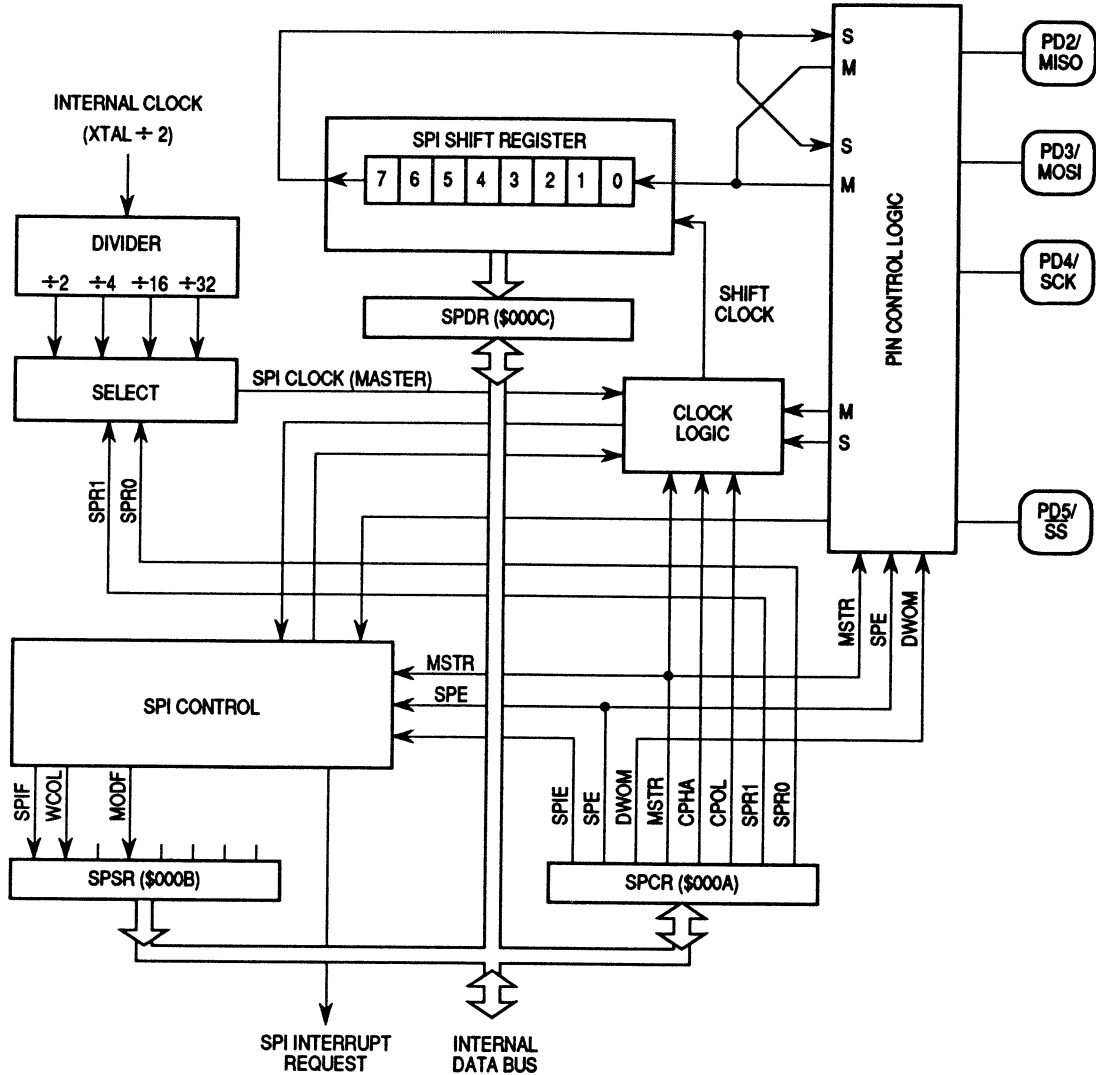 INTERNAL CLOCK
(XTAL ÷ 2)
DIVIDER
÷2 ÷4 ÷16 ÷32
SELECT
SPR1
SPR0
SPI SHIFT REGISTER
7 6 5 4 3 2 1 0
SPDR ($000C)
SPI CLOCK (MASTER)
SHIFT
CLOCK
CLOCK
LOGIC
S
M
S
M
M
S
PIN CONTROL LOGIC
PD2/
MISO
PD3/
MOSI
PD4/
SCK
PD5/
SS
MSTR
SPE
DWOM
SPI CONTROL
MSTR
SPE
SPIF
WCOL
MODF
SPSR ($000B)
SPIE
SPE
DWOM
MSTR
CPHA
CPOL
SPR1
SPR0
SPCR ($000A)
SPI INTERRUPT
REQUEST
INTERNAL
DATA BUS